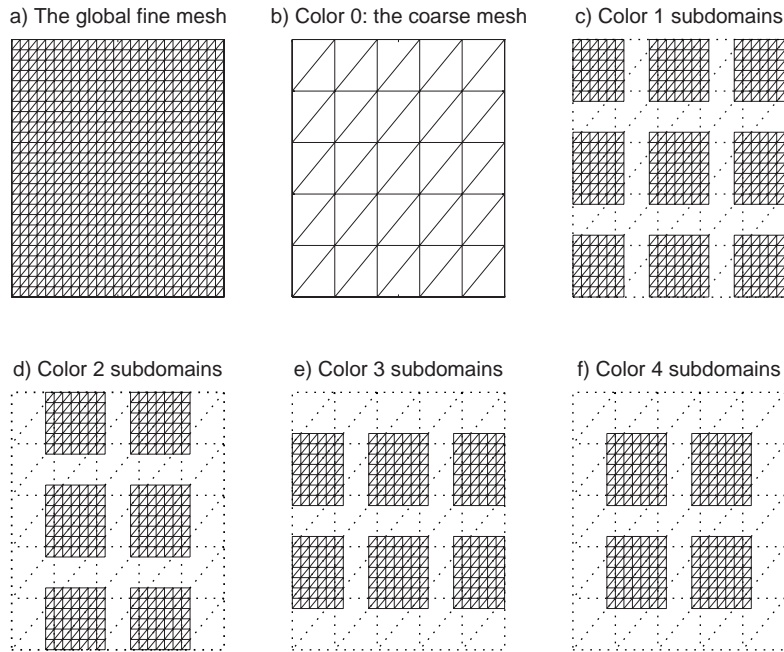 a) The global fine mesh
b) Color 0: the coarse mesh
c) Color 1 subdomains
d) Color 2 subdomains
e) Color 3 subdomains
f) Color 4 subdomains